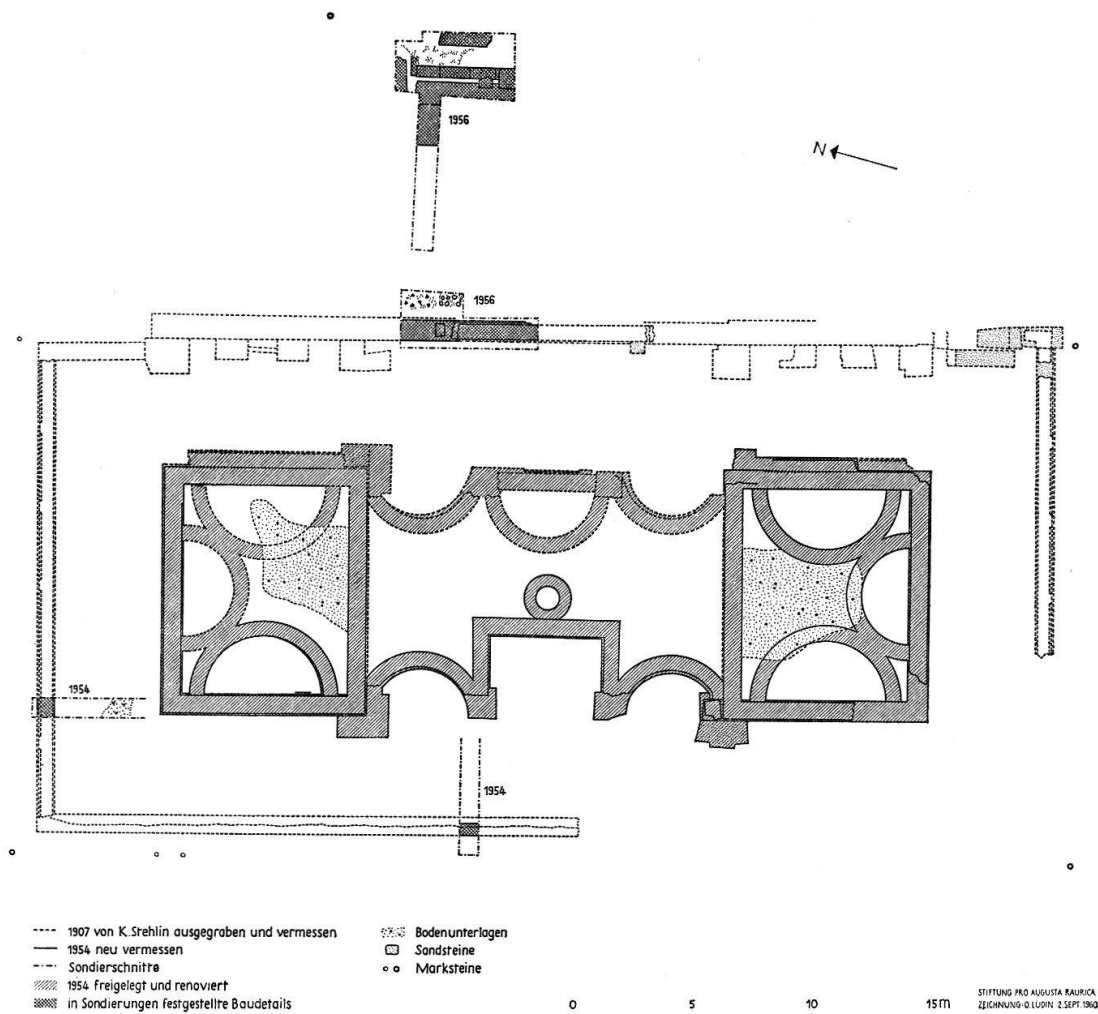 1956
N
1956
1954
1954
---- 1907 von K.Stehlin ausgegraben und vermessen
— 1954 neu vermessen
-·-· Sondierschnitte
1954 freigelegt und renoviert
in Sondierungen festgestellte Baudetails
Bodenunterlagen
Sandsteine
Marksteine
0 5 10 15m
STIFTUNG PRO AUGUSTA RAURICA
ZEICHNUNG: O.LÜDIN 2.SEPT.1960